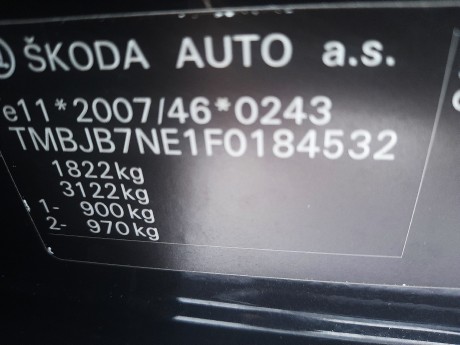 ŠKODA AUTO a.s.
e11*2007/46*0243
TMBJB7NE1F0184532
1822kg
3122kg
1- 900kg
2- 970kg